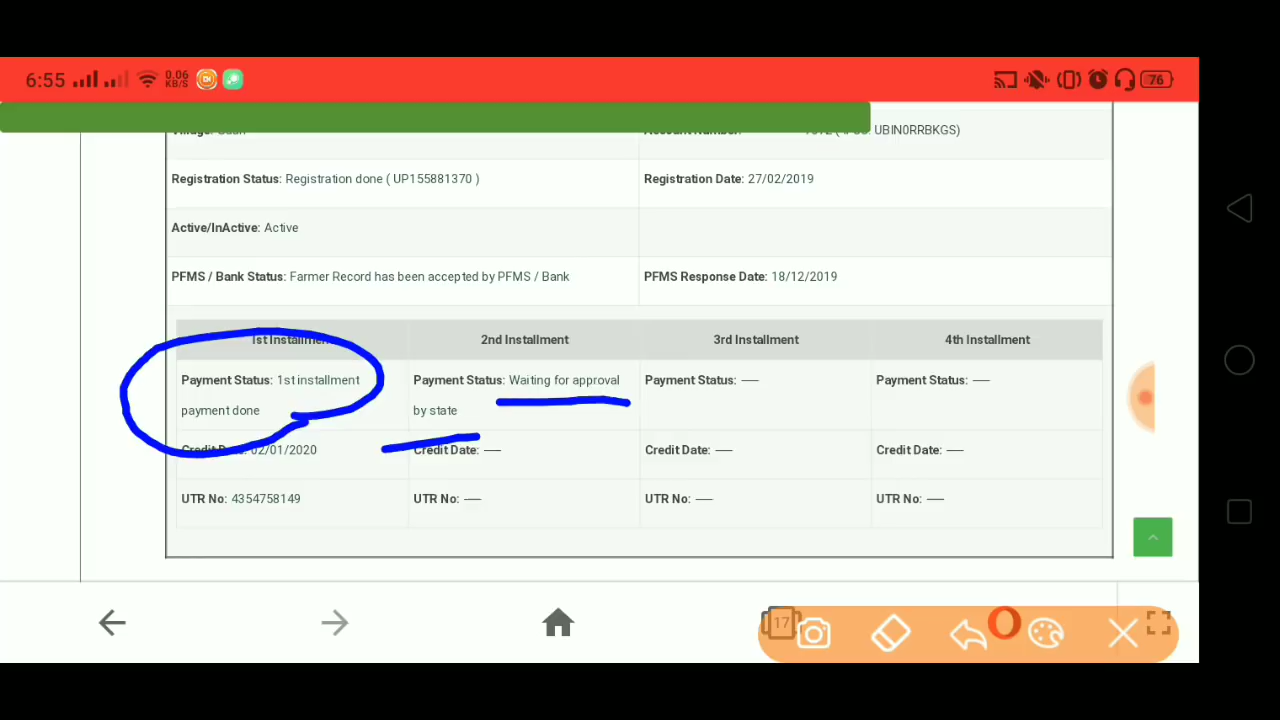 6:55 0.06 KB/S 76
UBIN0RRBKGS)
Registration Status: Registration done ( UP155881370 ) Registration Date: 27/02/2019
Active/InActive: Active
PFMS / Bank Status: Farmer Record has been accepted by PFMS / Bank PFMS Response Date: 18/12/2019
1st Installment 2nd Installment 3rd Installment 4th Installment
Payment Status: 1st installment Payment Status: Waiting for approval Payment Status: — Payment Status: —
payment done by state
Credit Date: 02/01/2020 Credit Date: — Credit Date: — Credit Date: —
UTR No: 4354758149 UTR No: — UTR No: — UTR No: —
17